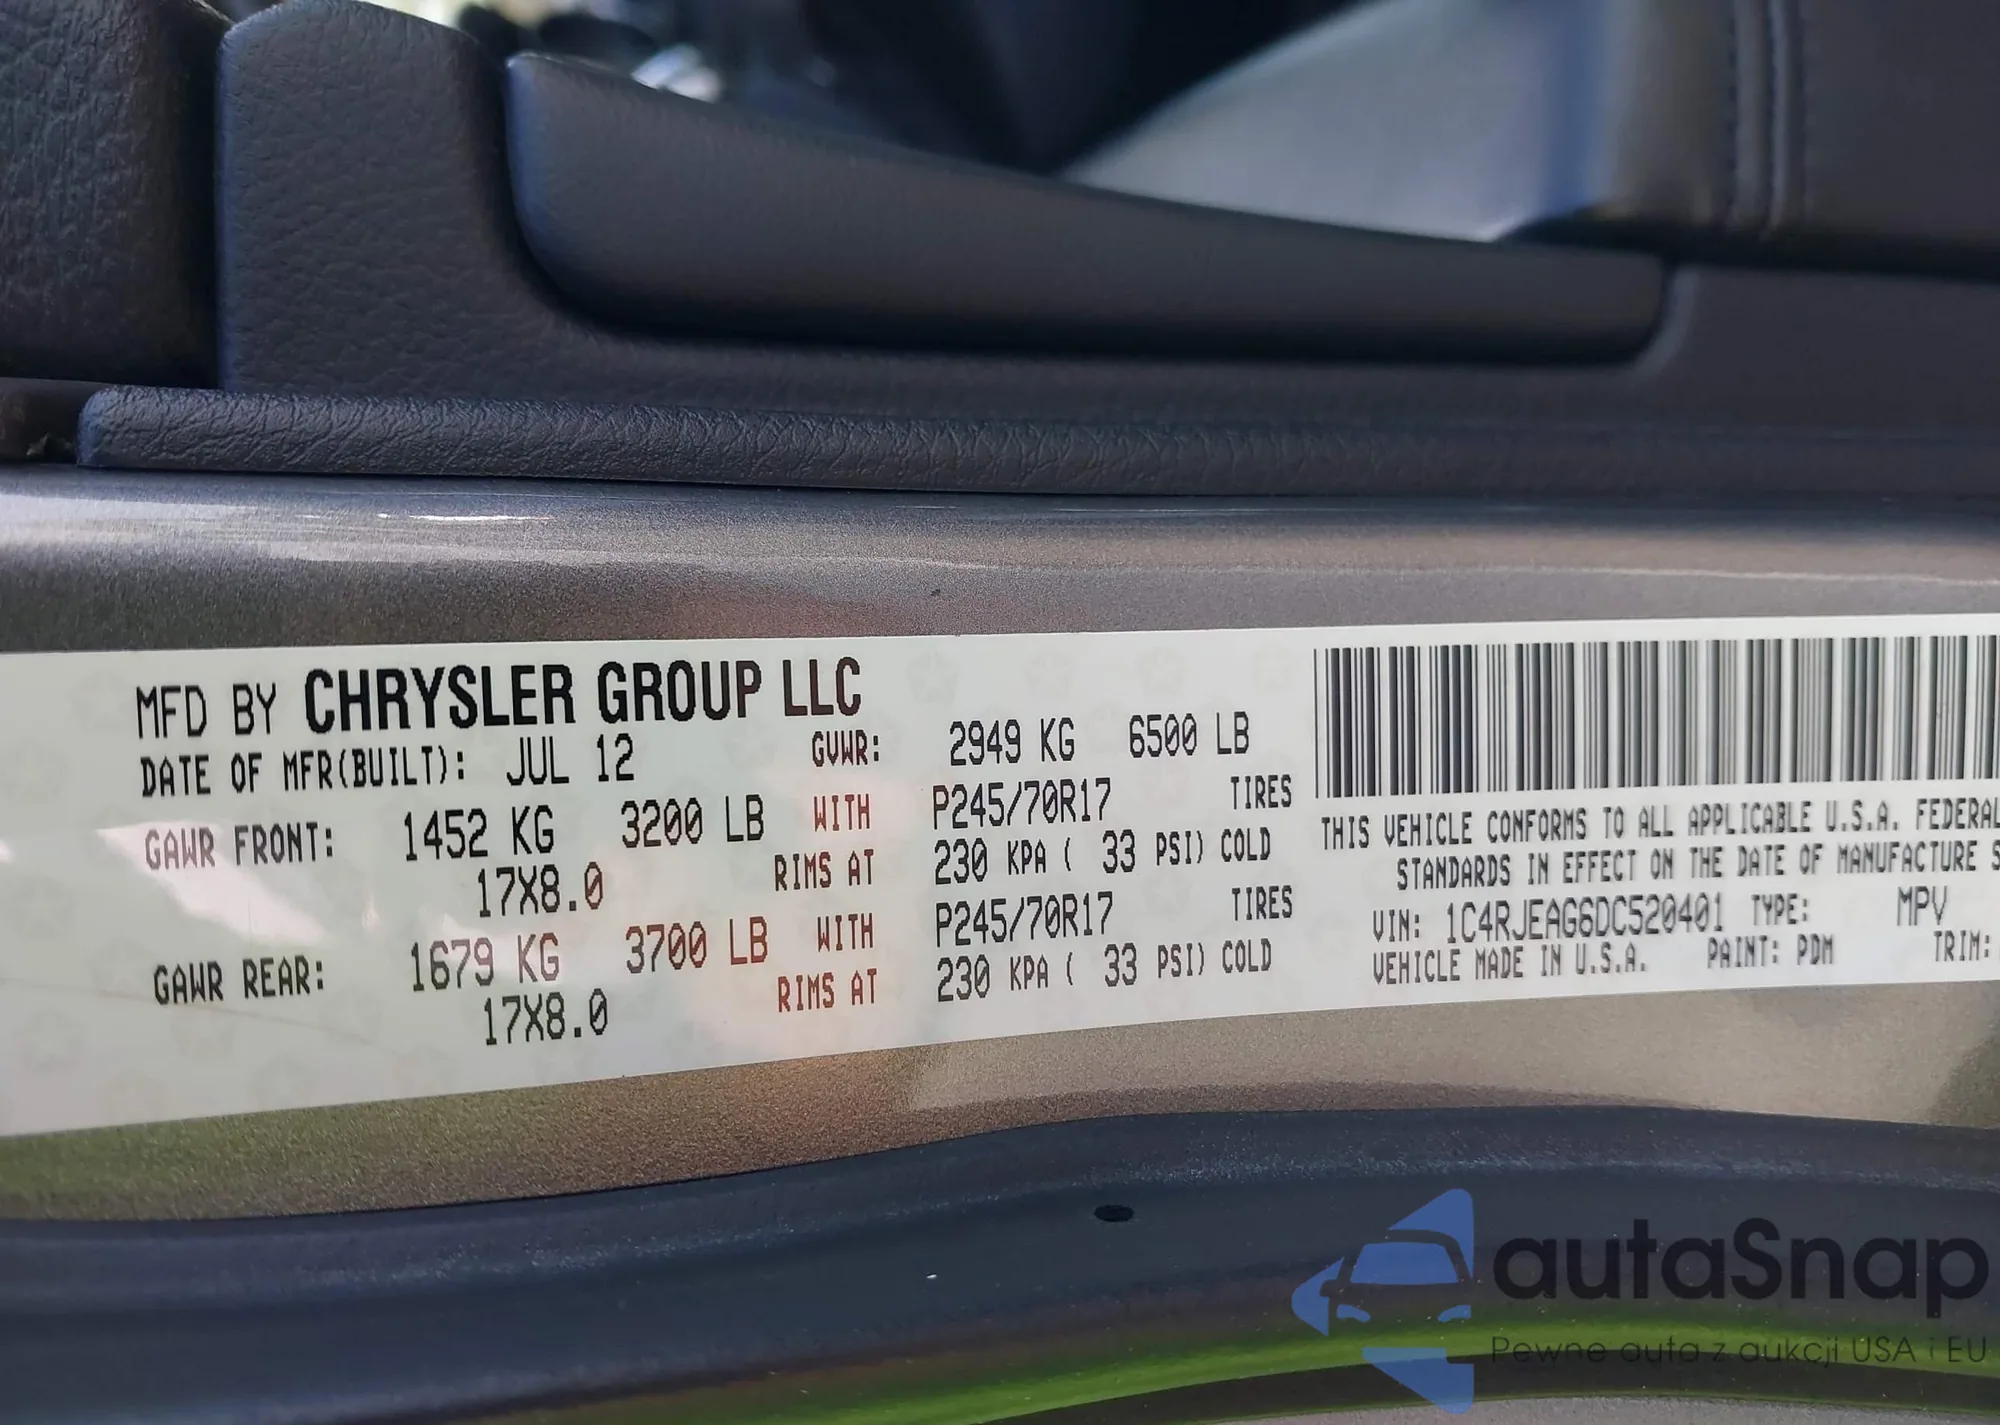 MFD BY CHRYSLER GROUP LLC
DATE OF MFR(BUILT): JUL 12 GVWR: 2949 KG 6500 LB
GAWR FRONT: 1452 KG 3200 LB WITH P245/70R17 TIRES
17X8.0 RIMS AT 230 KPA ( 33 PSI) COLD
GAWR REAR: 1679 KG 3700 LB WITH P245/70R17 TIRES
17X8.0 RIMS AT 230 KPA ( 33 PSI) COLD
THIS VEHICLE CONFORMS TO ALL APPLICABLE U.S.A. FEDERAL
STANDARDS IN EFFECT ON THE DATE OF MANUFACTURE S
VIN: 1C4RJEAG6DC520401 TYPE: MPV
VEHICLE MADE IN U.S.A. PAINT: PDM TRIM:
autaSnap
Pewne auta z aukcji USA i EU